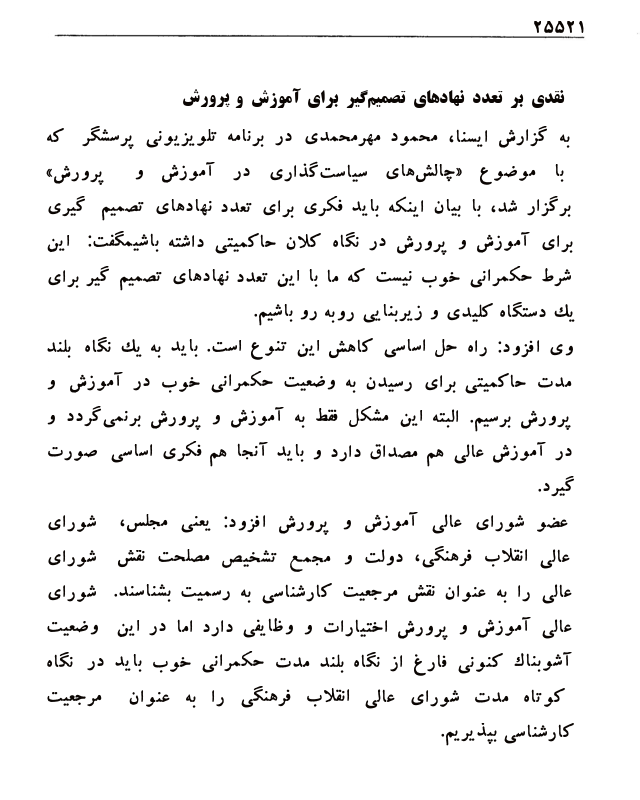 ۲۵۵۲۱
نقدی بر تعدد نهادهای تصمیم‌گیر برای آموزش و پرورش
به گزارش ایسنا، محمود مهرمحمدی در برنامه تلویزیونی پرسشگر که
با موضوع «چالش‌های سیاست‌گذاری در آموزش و پرورش»
برگزار شد، با بیان اینکه باید فکری برای تعدد نهادهای تصمیم گیری
برای آموزش و پرورش در نگاه کلان حاکمیتی داشته باشیمگفت: این
شرط حکمرانی خوب نیست که ما با این تعدد نهادهای تصمیم گیر برای
یك دستگاه کلیدی و زیربنایی روبه رو باشیم.
وی افزود: راه حل اساسی کاهش این تنوع است. باید به یك نگاه بلند
مدت حاکمیتی برای رسیدن به وضعیت حکمرانی خوب در آموزش و
پرورش برسیم. البته این مشکل فقط به آموزش و پرورش برنمی‌گردد و
در آموزش عالی هم مصداق دارد و باید آنجا هم فکری اساسی صورت
گیرد.
عضو شورای عالی آموزش و پرورش افزود: یعنی مجلس، شورای
عالی انقلاب فرهنگی، دولت و مجمع تشخیص مصلحت نقش شورای
عالی را به عنوان نقش مرجعیت کارشناسی به رسمیت بشناسند. شورای
عالی آموزش و پرورش اختیارات و وظایفی دارد اما در این وضعیت
آشوبناك کنونی فارغ از نگاه بلند مدت حکمرانی خوب باید در نگاه
کوتاه مدت شورای عالی انقلاب فرهنگی را به عنوان مرجعیت
کارشناسی بپذیریم.